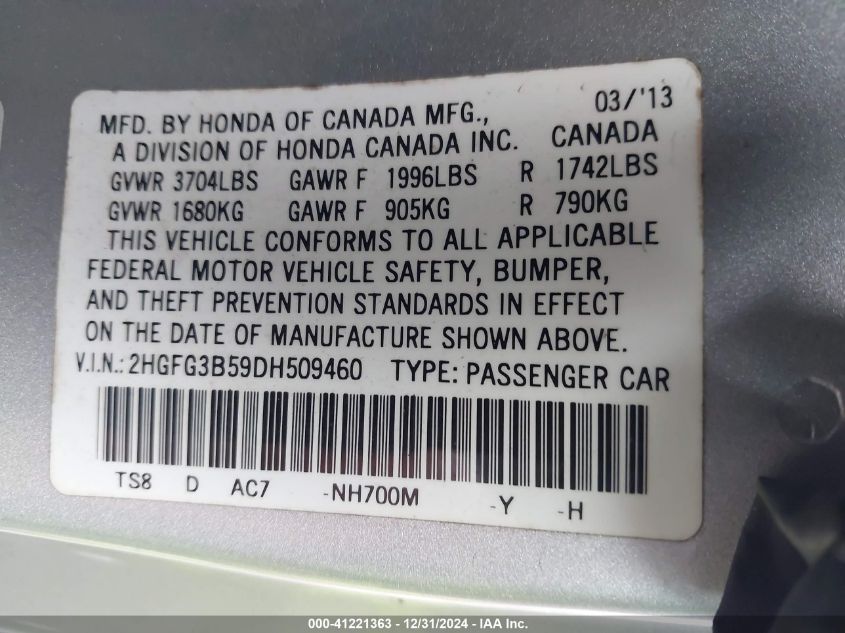 03/'13
MFD. BY HONDA OF CANADA MFG.,
A DIVISION OF HONDA CANADA INC. CANADA
GVWR 3704LBS GAWR F 1996LBS R 1742LBS
GVWR 1680KG GAWR F 905KG R 790KG
THIS VEHICLE CONFORMS TO ALL APPLICABLE
FEDERAL MOTOR VEHICLE SAFETY, BUMPER,
AND THEFT PREVENTION STANDARDS IN EFFECT
ON THE DATE OF MANUFACTURE SHOWN ABOVE.
V.I.N.: 2HGFG3B59DH509460 TYPE: PASSENGER CAR
TS8 D AC7 -NH700M -Y -H
000-41221363 - 12/31/2024 - IAA Inc.